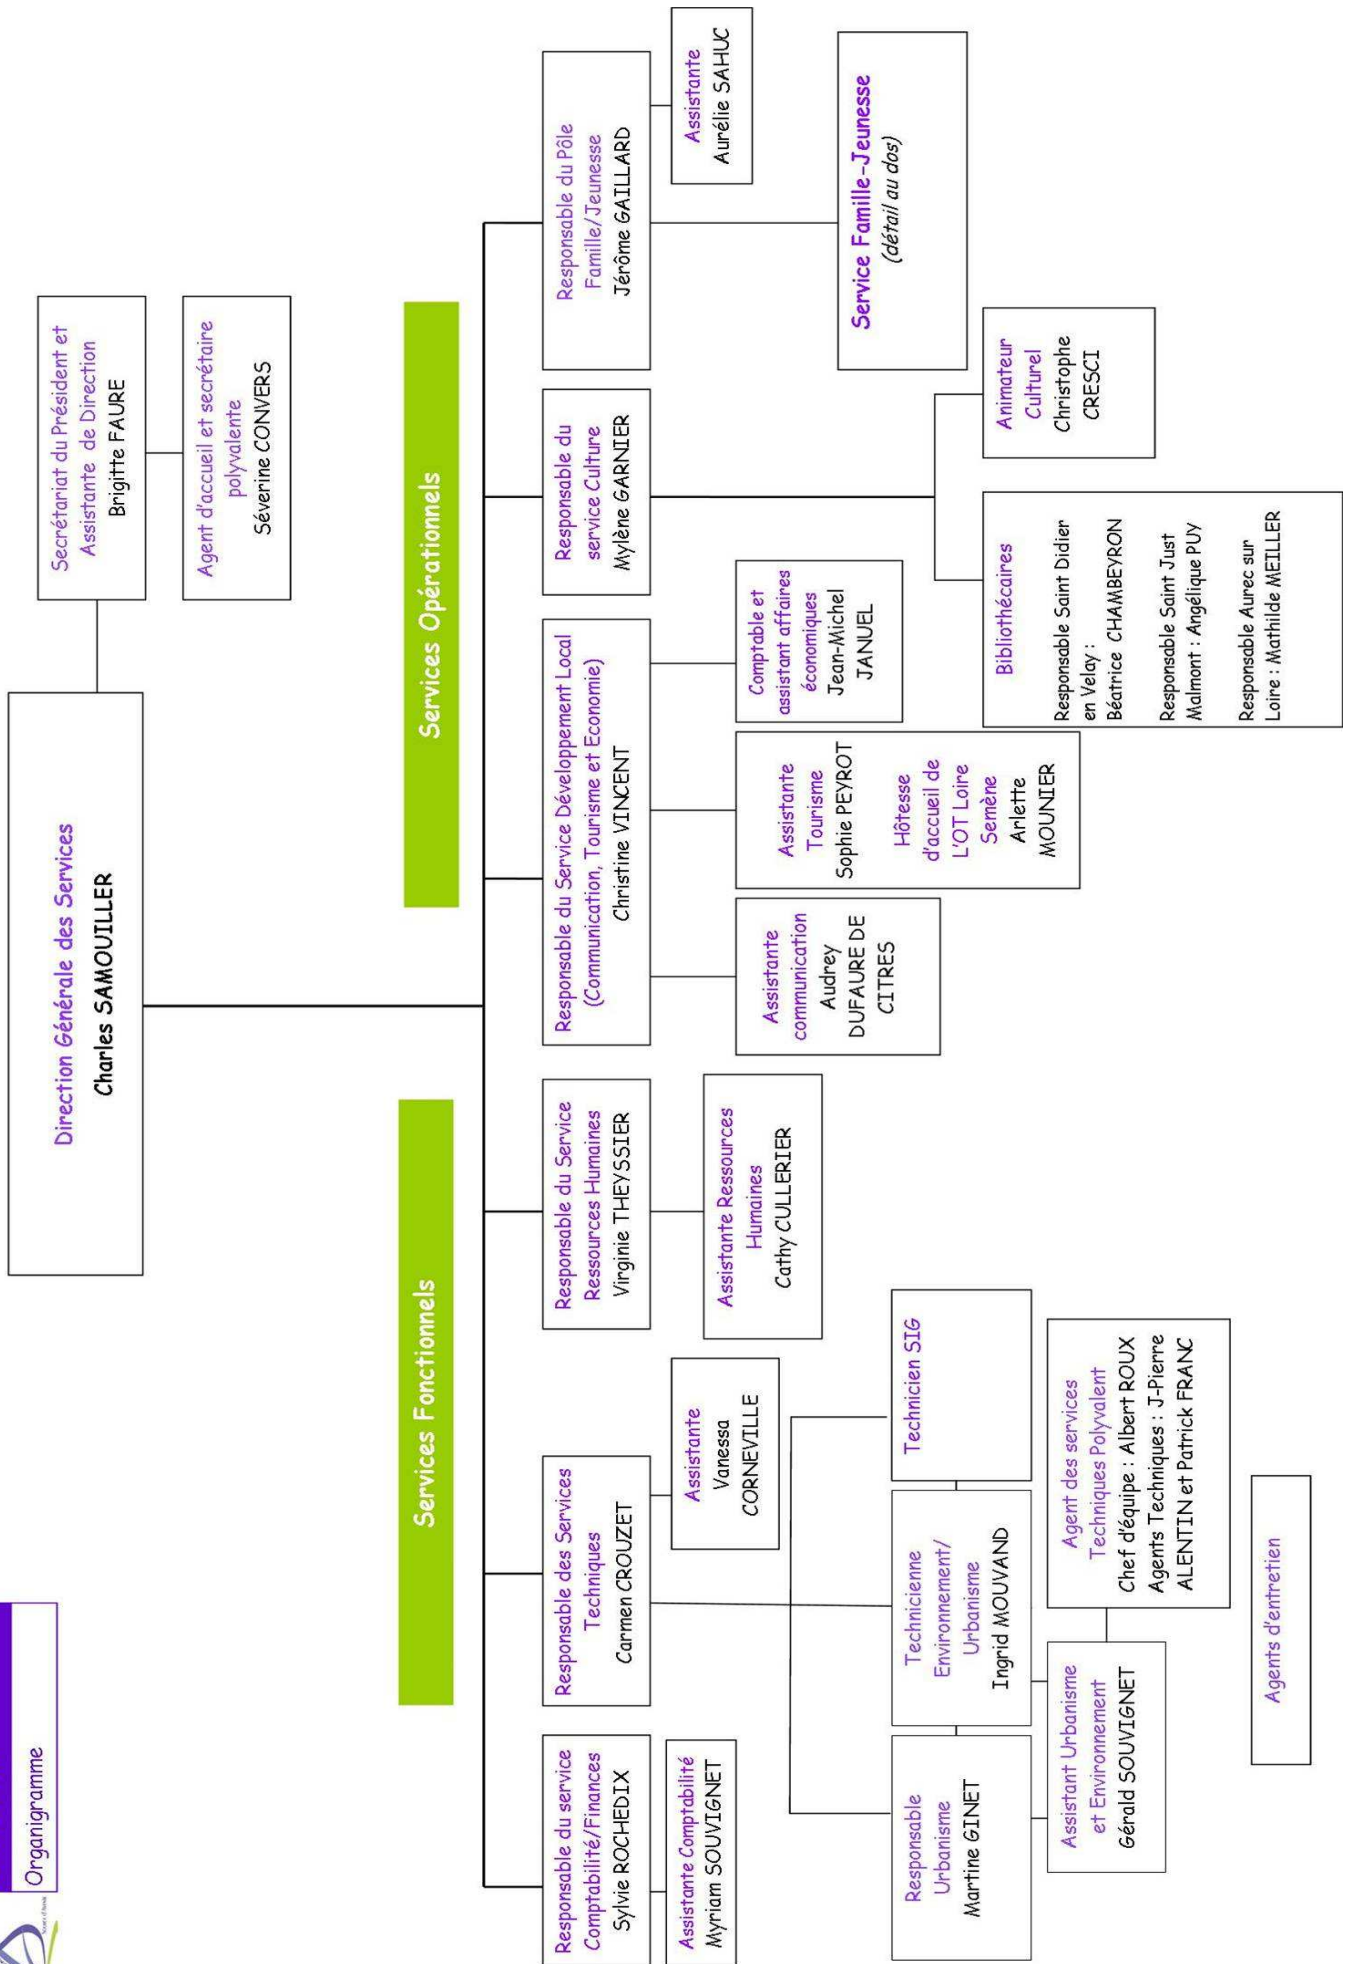 Organigramme
Direction Générale des Services
Charles SAMOUILLER
Secrétariat du Président et
Assistante de Direction
Brigitte FAURE
Agent d'accueil et secrétaire
polyvalente
Séverine CONVERS
Services Fonctionnels
Services Opérationnels
Responsable du service
Comptabilité/Finances
Sylvie ROCHEDIX
Assistante Comptabilité
Myriam SOUVIGNET
Responsable des Services
Techniques
Carmen CROUZET
Assistante
Vanessa
CORNEVILLE
Responsable
Urbanisme
Martine GINET
Technicienne
Environnement/
Urbanisme
Ingrid MOUVAND
Technicien SIG
Assistant Urbanisme
et Environnement
Gérald SOUVIGNET
Agent des services
Techniques Polyvalent
Chef d'équipe : Albert ROUX
Agents Techniques : J-Pierre
ALENTIN et Patrick FRANC
Agents d'entretien
Responsable du Service
Ressources Humaines
Virginie THEYSSIER
Assistante Ressources
Humaines
Cathy CULLERIER
Responsable du Service Développement Local
(Communication, Tourisme et Economie)
Christine VINCENT
Assistante
communication
Audrey
DUFAURE DE
CITRES
Assistante
Tourisme
Sophie PEYROT
Hôtesse
d'accueil de
L'OT Loire
Semène
Arlette
MOUNIER
Comptable et
assistant affaires
économiques
Jean-Michel
JANUEL
Responsable du
service Culture
Mylène GARNIER
Bibliothécaires
Responsable Saint Didier
en Velay :
Béatrice CHAMBEYRON
Responsable Saint Just
Malmont : Angélique PUY
Responsable Aurec sur
Loire : Mathilde MEILLER
Animateur
Culturel
Christophe
CRESCI
Responsable du Pôle
Famille/Jeunesse
Jérôme GAILLARD
Assistante
Aurélie SAHUC
Service Famille-Jeunesse
(détail au dos)